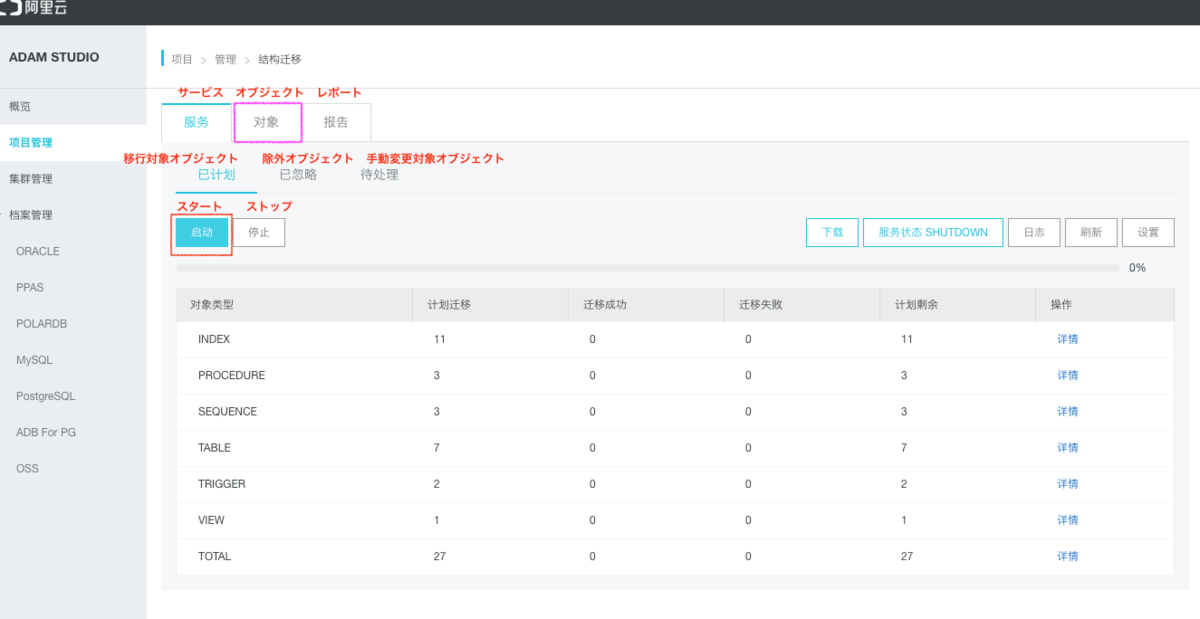 阿里云
ADAM STUDIO
概览
项目管理
集群管理
档案管理
ORACLE
PPAS
POLARDB
MySQL
PostgreSQL
ADB For PG
OSS
项目 > 管理 > 结构迁移
サービス オブジェクト レポート
服务 对象 报告
移行対象オブジェクト 除外オブジェクト 手動変更対象オブジェクト
已计划 已忽略 待处理
スタート ストップ
启动 停止 下载 服务状态 SHUTDOWN 日志 刷新 设置
0%
对象类型 计划迁移 迁移成功 迁移失败 计划剩余 操作
INDEX 11 0 0 11 详情
PROCEDURE 3 0 0 3 详情
SEQUENCE 3 0 0 3 详情
TABLE 7 0 0 7 详情
TRIGGER 2 0 0 2 详情
VIEW 1 0 0 1 详情
TOTAL 27 0 0 27 详情